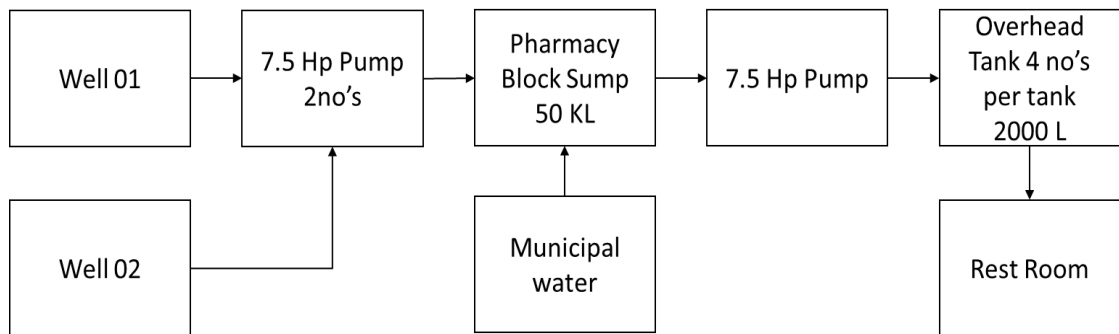 Well 01
7.5 Hp Pump
2no's
Pharmacy
Block Sump
50 KL
7.5 Hp Pump
Overhead
Tank 4 no's
per tank
2000 L
Well 02
Municipal
water
Rest Room